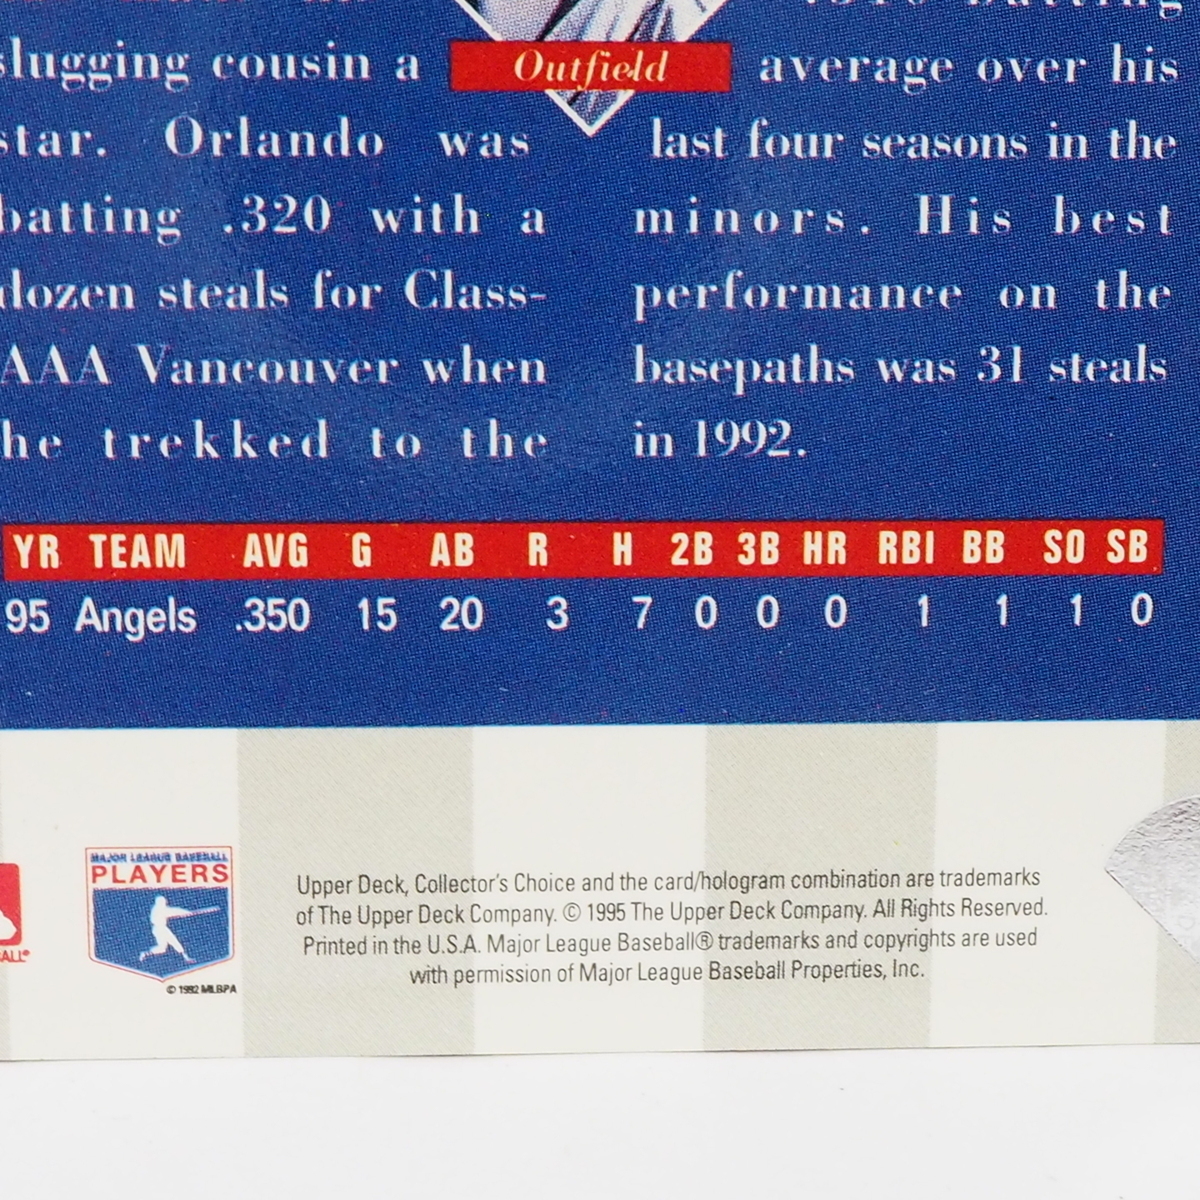 slugging cousin a
star. Orlando was
batting .320 with a
dozen steals for Class-
AAA Vancouver when
he trekked to the
Outfield
batting
average over his
last four seasons in the
minors. His best
performance on the
basepaths was 31 steals
in 1992.
YR TEAM AVG G AB R H 2B 3B HR RBI BB SO SB
95 Angels .350 15 20 3 7 0 0 0 1 1 1 0
MAJOR LEAGUE BASEBALL
PLAYERS
© 1992 MLBPA
Upper Deck, Collector's Choice and the card/hologram combination are trademarks
of The Upper Deck Company. © 1995 The Upper Deck Company. All Rights Reserved.
Printed in the U.S.A. Major League Baseball® trademarks and copyrights are used
with permission of Major League Baseball Properties, Inc.